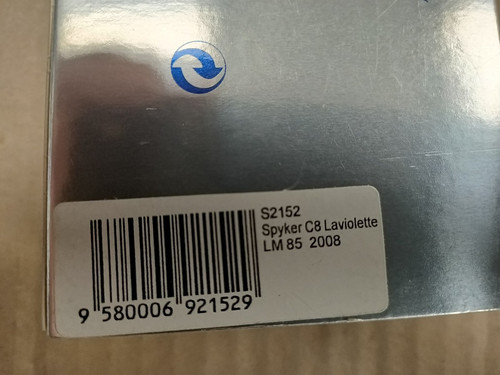 S2152
Spyker C8 Laviolette
LM 85 2008
9 580006 921529